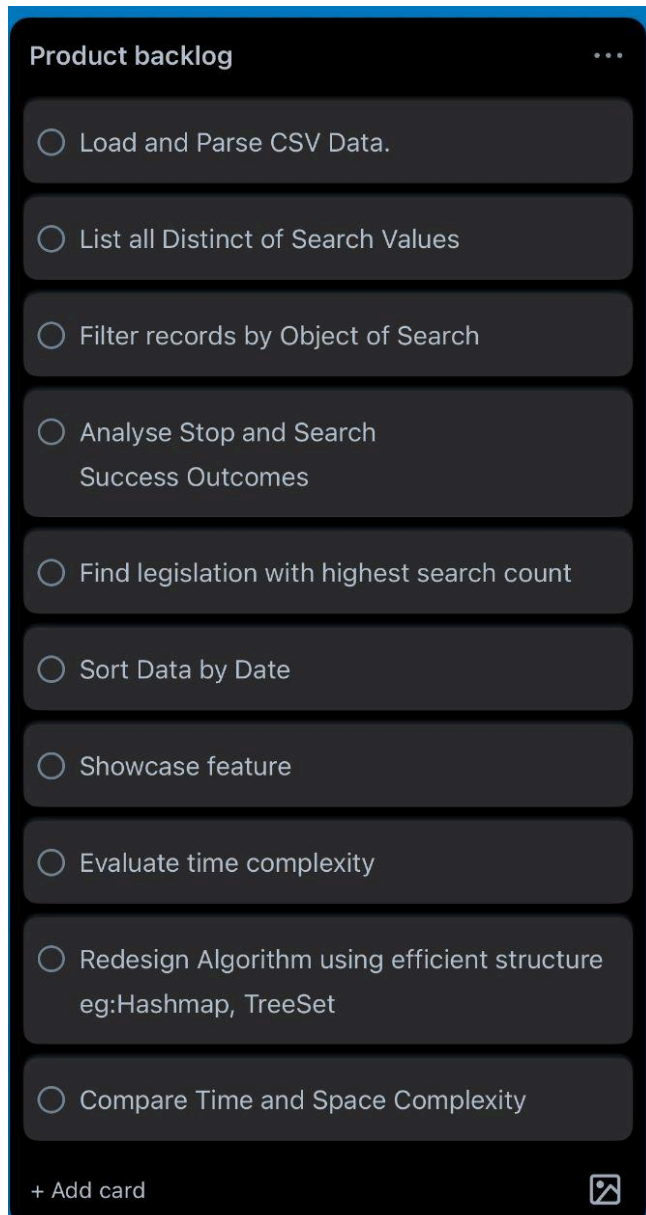 Product backlog
Load and Parse CSV Data.
List all Distinct of Search Values
Filter records by Object of Search
Analyse Stop and Search
Success Outcomes
Find legislation with highest search count
Sort Data by Date
Showcase feature
Evaluate time complexity
Redesign Algorithm using efficient structure
eg:Hashmap, TreeSet
Compare Time and Space Complexity
+ Add card